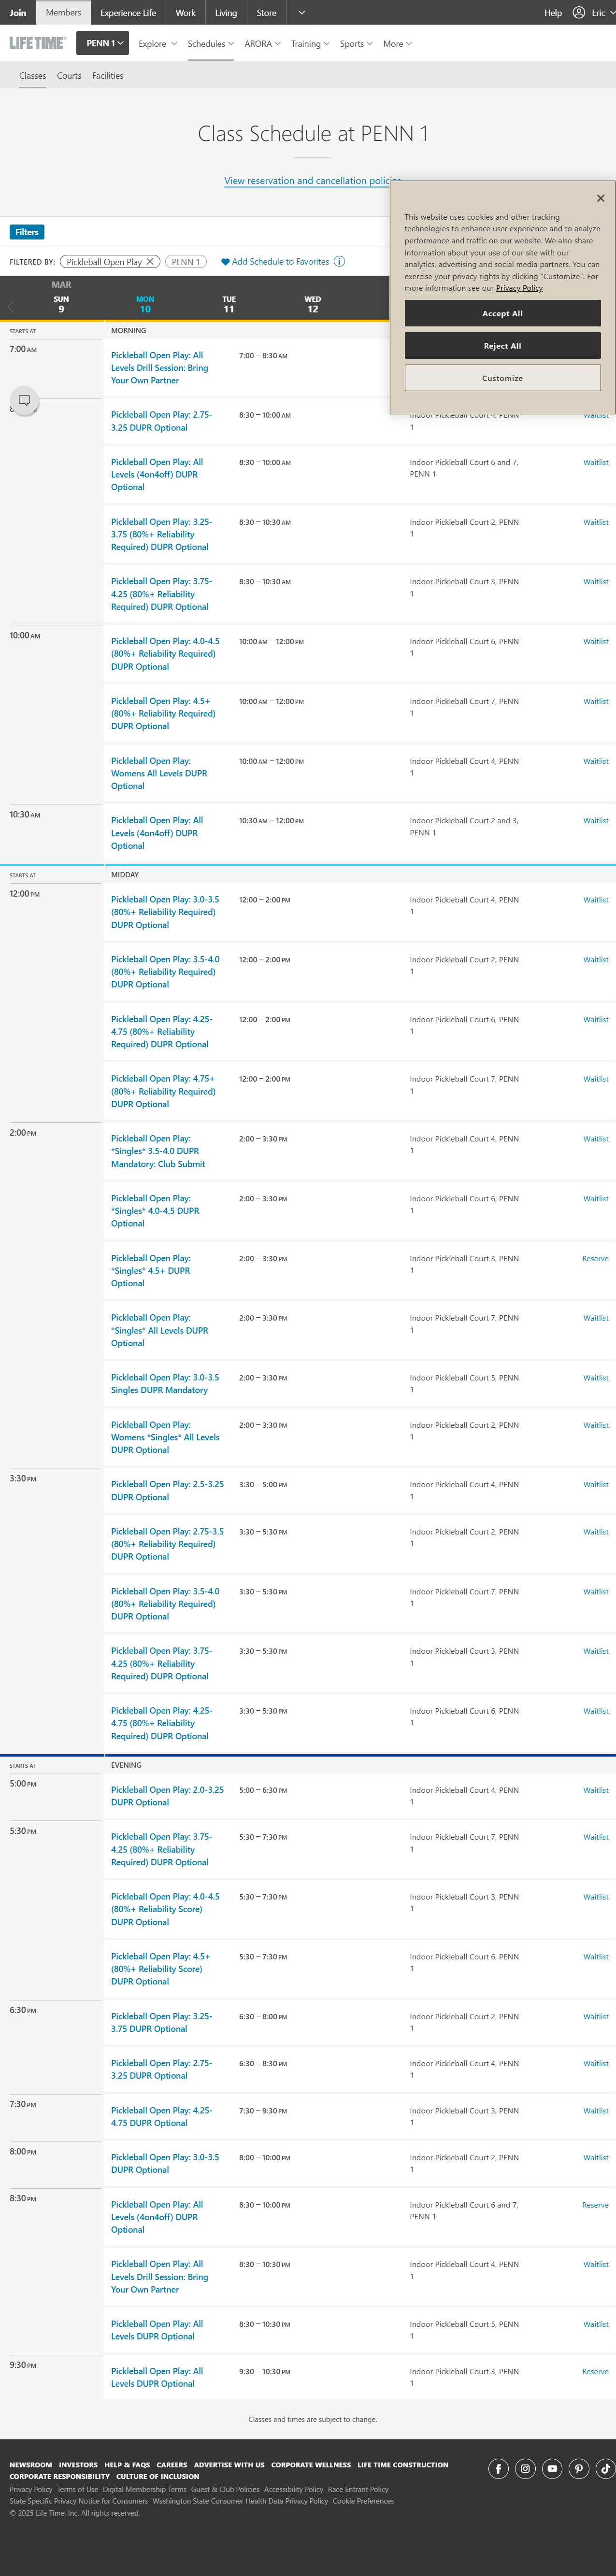 Join Members Experience Life Work Living Store Help Eric
LIFE TIME PENN 1 Explore Schedules ARORA Training Sports More
Classes Courts Facilities
Class Schedule at PENN 1
View reservation and cancellation policies
Filters
FILTERED BY: Pickleball Open Play PENN 1 Add Schedule to Favorites
MAR
SUN MON TUE WED
9 10 11 12
This website uses cookies and other tracking
technologies to enhance user experience and to analyze
performance and traffic on our website. We also share
information about your use of our site with our
advertising, analytics and social media partners. You can
exercise your privacy rights by clicking "Customize". For
more information see our Privacy Policy
Accept All
Reject All
Customize
STARTS AT MORNING
7:00 AM
Pickleball Open Play: All 7:00 – 8:30 AM
Levels Drill Session: Bring
Your Own Partner
Pickleball Open Play: 2.75- 8:30 – 10:00 AM Indoor Pickleball Court 4, PENN Waitlist
3.25 DUPR Optional 1
Pickleball Open Play: All 8:30 – 10:00 AM Indoor Pickleball Court 6 and 7, Waitlist
Levels (4on4off) DUPR PENN 1
Optional
Pickleball Open Play: 3.25- 8:30 – 10:30 AM Indoor Pickleball Court 2, PENN Waitlist
3.75 (80%+ Reliability 1
Required) DUPR Optional
Pickleball Open Play: 3.75- 8:30 – 10:30 AM Indoor Pickleball Court 3, PENN Waitlist
4.25 (80%+ Reliability 1
Required) DUPR Optional
10:00 AM
Pickleball Open Play: 4.0-4.5 10:00 AM – 12:00 PM Indoor Pickleball Court 6, PENN Waitlist
(80%+ Reliability Required) 1
DUPR Optional
Pickleball Open Play: 4.5+ 10:00 AM – 12:00 PM Indoor Pickleball Court 7, PENN Waitlist
(80%+ Reliability Required) 1
DUPR Optional
Pickleball Open Play: 10:00 AM – 12:00 PM Indoor Pickleball Court 4, PENN Waitlist
Womens All Levels DUPR 1
Optional
10:30 AM
Pickleball Open Play: All 10:30 AM – 12:00 PM Indoor Pickleball Court 2 and 3, Waitlist
Levels (4on4off) DUPR PENN 1
Optional
STARTS AT MIDDAY
12:00 PM
Pickleball Open Play: 3.0-3.5 12:00 – 2:00 PM Indoor Pickleball Court 4, PENN Waitlist
(80%+ Reliability Required) 1
DUPR Optional
Pickleball Open Play: 3.5-4.0 12:00 – 2:00 PM Indoor Pickleball Court 2, PENN Waitlist
(80%+ Reliability Required) 1
DUPR Optional
Pickleball Open Play: 4.25- 12:00 – 2:00 PM Indoor Pickleball Court 6, PENN Waitlist
4.75 (80%+ Reliability 1
Required) DUPR Optional
Pickleball Open Play: 4.75+ 12:00 – 2:00 PM Indoor Pickleball Court 7, PENN Waitlist
(80%+ Reliability Required) 1
DUPR Optional
2:00 PM
Pickleball Open Play: 2:00 – 3:30 PM Indoor Pickleball Court 4, PENN Waitlist
*Singles* 3.5-4.0 DUPR 1
Mandatory: Club Submit
Pickleball Open Play: 2:00 – 3:30 PM Indoor Pickleball Court 6, PENN Waitlist
*Singles* 4.0-4.5 DUPR 1
Optional
Pickleball Open Play: 2:00 – 3:30 PM Indoor Pickleball Court 3, PENN Reserve
*Singles* 4.5+ DUPR 1
Optional
Pickleball Open Play: 2:00 – 3:30 PM Indoor Pickleball Court 7, PENN Waitlist
*Singles* All Levels DUPR 1
Optional
Pickleball Open Play: 3.0-3.5 2:00 – 3:30 PM Indoor Pickleball Court 5, PENN Waitlist
Singles DUPR Mandatory 1
Pickleball Open Play: 2:00 – 3:30 PM Indoor Pickleball Court 2, PENN Waitlist
Womens *Singles* All Levels 1
DUPR Optional
3:30 PM
Pickleball Open Play: 2.5-3.25 3:30 – 5:00 PM Indoor Pickleball Court 4, PENN Waitlist
DUPR Optional 1
Pickleball Open Play: 2.75-3.5 3:30 – 5:30 PM Indoor Pickleball Court 2, PENN Waitlist
(80%+ Reliability Required) 1
DUPR Optional
Pickleball Open Play: 3.5-4.0 3:30 – 5:30 PM Indoor Pickleball Court 7, PENN Waitlist
(80%+ Reliability Required) 1
DUPR Optional
Pickleball Open Play: 3.75- 3:30 – 5:30 PM Indoor Pickleball Court 3, PENN Waitlist
4.25 (80%+ Reliability 1
Required) DUPR Optional
Pickleball Open Play: 4.25- 3:30 – 5:30 PM Indoor Pickleball Court 6, PENN Waitlist
4.75 (80%+ Reliability 1
Required) DUPR Optional
STARTS AT EVENING
5:00 PM
Pickleball Open Play: 2.0-3.25 5:00 – 6:30 PM Indoor Pickleball Court 4, PENN Waitlist
DUPR Optional 1
5:30 PM
Pickleball Open Play: 3.75- 5:30 – 7:30 PM Indoor Pickleball Court 7, PENN Waitlist
4.25 (80%+ Reliability 1
Required) DUPR Optional
Pickleball Open Play: 4.0-4.5 5:30 – 7:30 PM Indoor Pickleball Court 3, PENN Waitlist
(80%+ Reliability Score) 1
DUPR Optional
Pickleball Open Play: 4.5+ 5:30 – 7:30 PM Indoor Pickleball Court 6, PENN Waitlist
(80%+ Reliability Score) 1
DUPR Optional
6:30 PM
Pickleball Open Play: 3.25- 6:30 – 8:00 PM Indoor Pickleball Court 2, PENN Waitlist
3.75 DUPR Optional 1
Pickleball Open Play: 2.75- 6:30 – 8:30 PM Indoor Pickleball Court 4, PENN Waitlist
3.25 DUPR Optional 1
7:30 PM
Pickleball Open Play: 4.25- 7:30 – 9:30 PM Indoor Pickleball Court 3, PENN Waitlist
4.75 DUPR Optional 1
8:00 PM
Pickleball Open Play: 3.0-3.5 8:00 – 10:00 PM Indoor Pickleball Court 2, PENN Waitlist
DUPR Optional 1
8:30 PM
Pickleball Open Play: All 8:30 – 10:00 PM Indoor Pickleball Court 6 and 7, Reserve
Levels (4on4off) DUPR PENN 1
Optional
Pickleball Open Play: All 8:30 – 10:30 PM Indoor Pickleball Court 4, PENN Waitlist
Levels Drill Session: Bring 1
Your Own Partner
Pickleball Open Play: All 8:30 – 10:30 PM Indoor Pickleball Court 5, PENN Waitlist
Levels DUPR Optional 1
9:30 PM
Pickleball Open Play: All 9:30 – 10:30 PM Indoor Pickleball Court 3, PENN Reserve
Levels DUPR Optional 1
Classes and times are subject to change.
NEWSROOM INVESTORS HELP & FAQS CAREERS ADVERTISE WITH US CORPORATE WELLNESS LIFE TIME CONSTRUCTION
CORPORATE RESPONSIBILITY CULTURE OF INCLUSION
Privacy Policy Terms of Use Digital Membership Terms Guest & Club Policies Accessibility Policy Race Entrant Policy
State Specific Privacy Notice for Consumers Washington State Consumer Health Data Privacy Policy Cookie Preferences
© 2025 Life Time, Inc. All rights reserved.